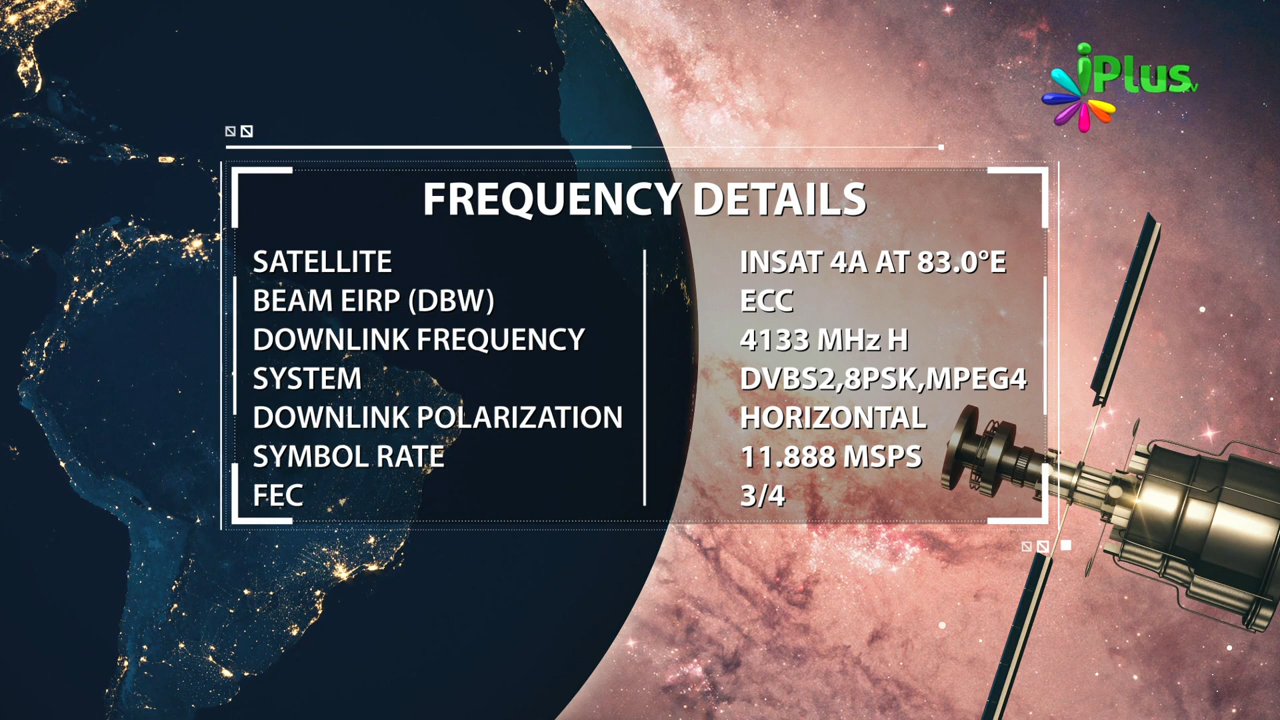 iPlus TV
FREQUENCY DETAILS
SATELLITE INSAT 4A AT 83.0°E
BEAM EIRP (DBW) ECC
DOWNLINK FREQUENCY 4133 MHz H
SYSTEM DVBS2,8PSK,MPEG4
DOWNLINK POLARIZATION HORIZONTAL
SYMBOL RATE 11.888 MSPS
FEC 3/4